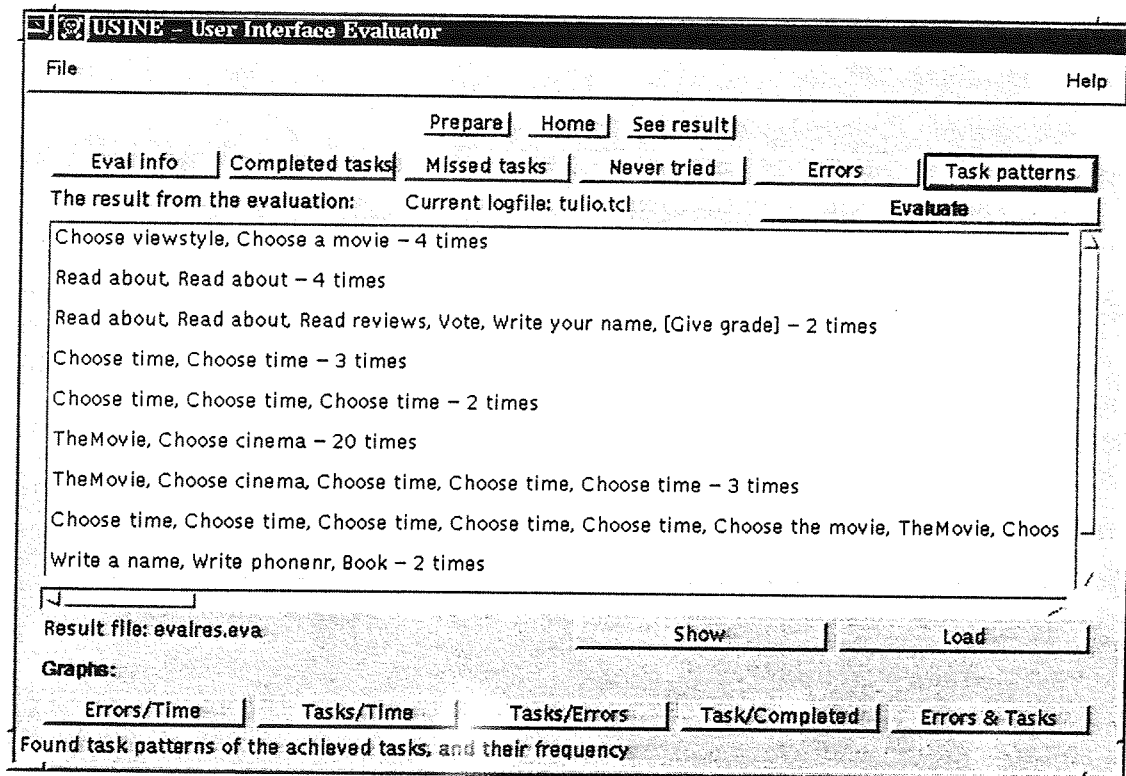 USINE – User Interface Evaluator
File Help
Prepare Home See result
Eval info Completed tasks Missed tasks Never tried Errors Task patterns
The result from the evaluation: Current logfile: tulio.tcl Evaluate
Choose viewstyle, Choose a movie – 4 times
Read about, Read about – 4 times
Read about, Read about, Read reviews, Vote, Write your name, [Give grade] – 2 times
Choose time, Choose time – 3 times
Choose time, Choose time, Choose time – 2 times
TheMovie, Choose cinema – 20 times
TheMovie, Choose cinema, Choose time, Choose time, Choose time – 3 times
Choose time, Choose time, Choose time, Choose time, Choose time, Choose the movie, TheMovie, Choos
Write a name, Write phonenr, Book – 2 times
Result file: evalres.eva Show Load
Graphs:
Errors/Time Tasks/Time Tasks/Errors Task/Completed Errors & Tasks
Found task patterns of the achieved tasks, and their frequency